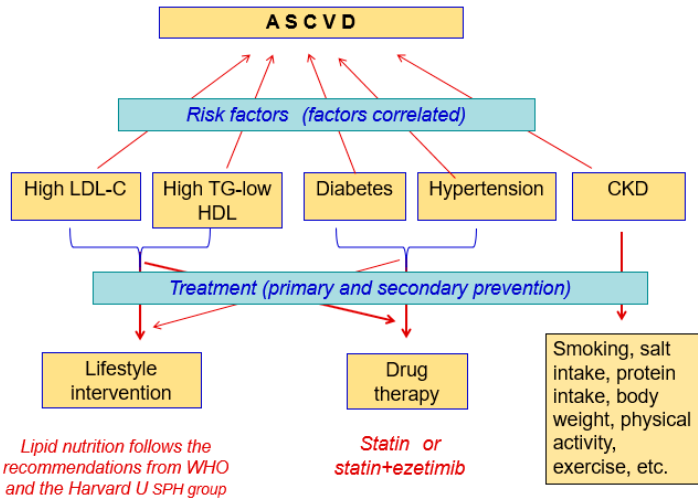 A S C V D
Risk factors (factors correlated)
High LDL-C
High TG-low
HDL
Diabetes
Hypertension
CKD
Treatment (primary and secondary prevention)
Lifestyle
intervention
Drug
therapy
Smoking, salt
intake, protein
intake, body
weight, physical
activity,
exercise, etc.
Lipid nutrition follows the
recommendations from WHO
and the Harvard U SPH group
Statin or
statin+ezetimib